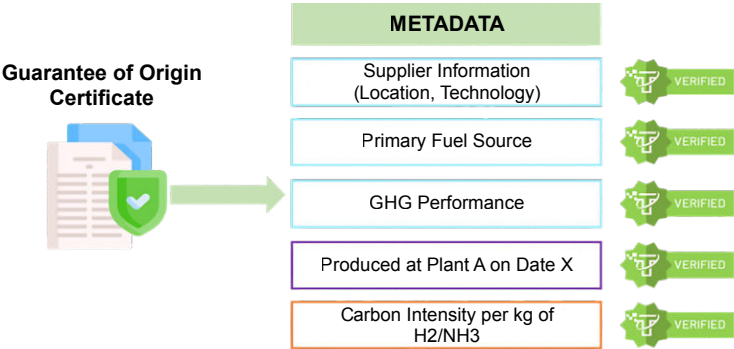 METADATA
Guarantee of Origin
Certificate
Supplier Information
(Location, Technology)
VERIFIED
Primary Fuel Source
VERIFIED
GHG Performance
VERIFIED
Produced at Plant A on Date X
VERIFIED
Carbon Intensity per kg of
H2/NH3
VERIFIED